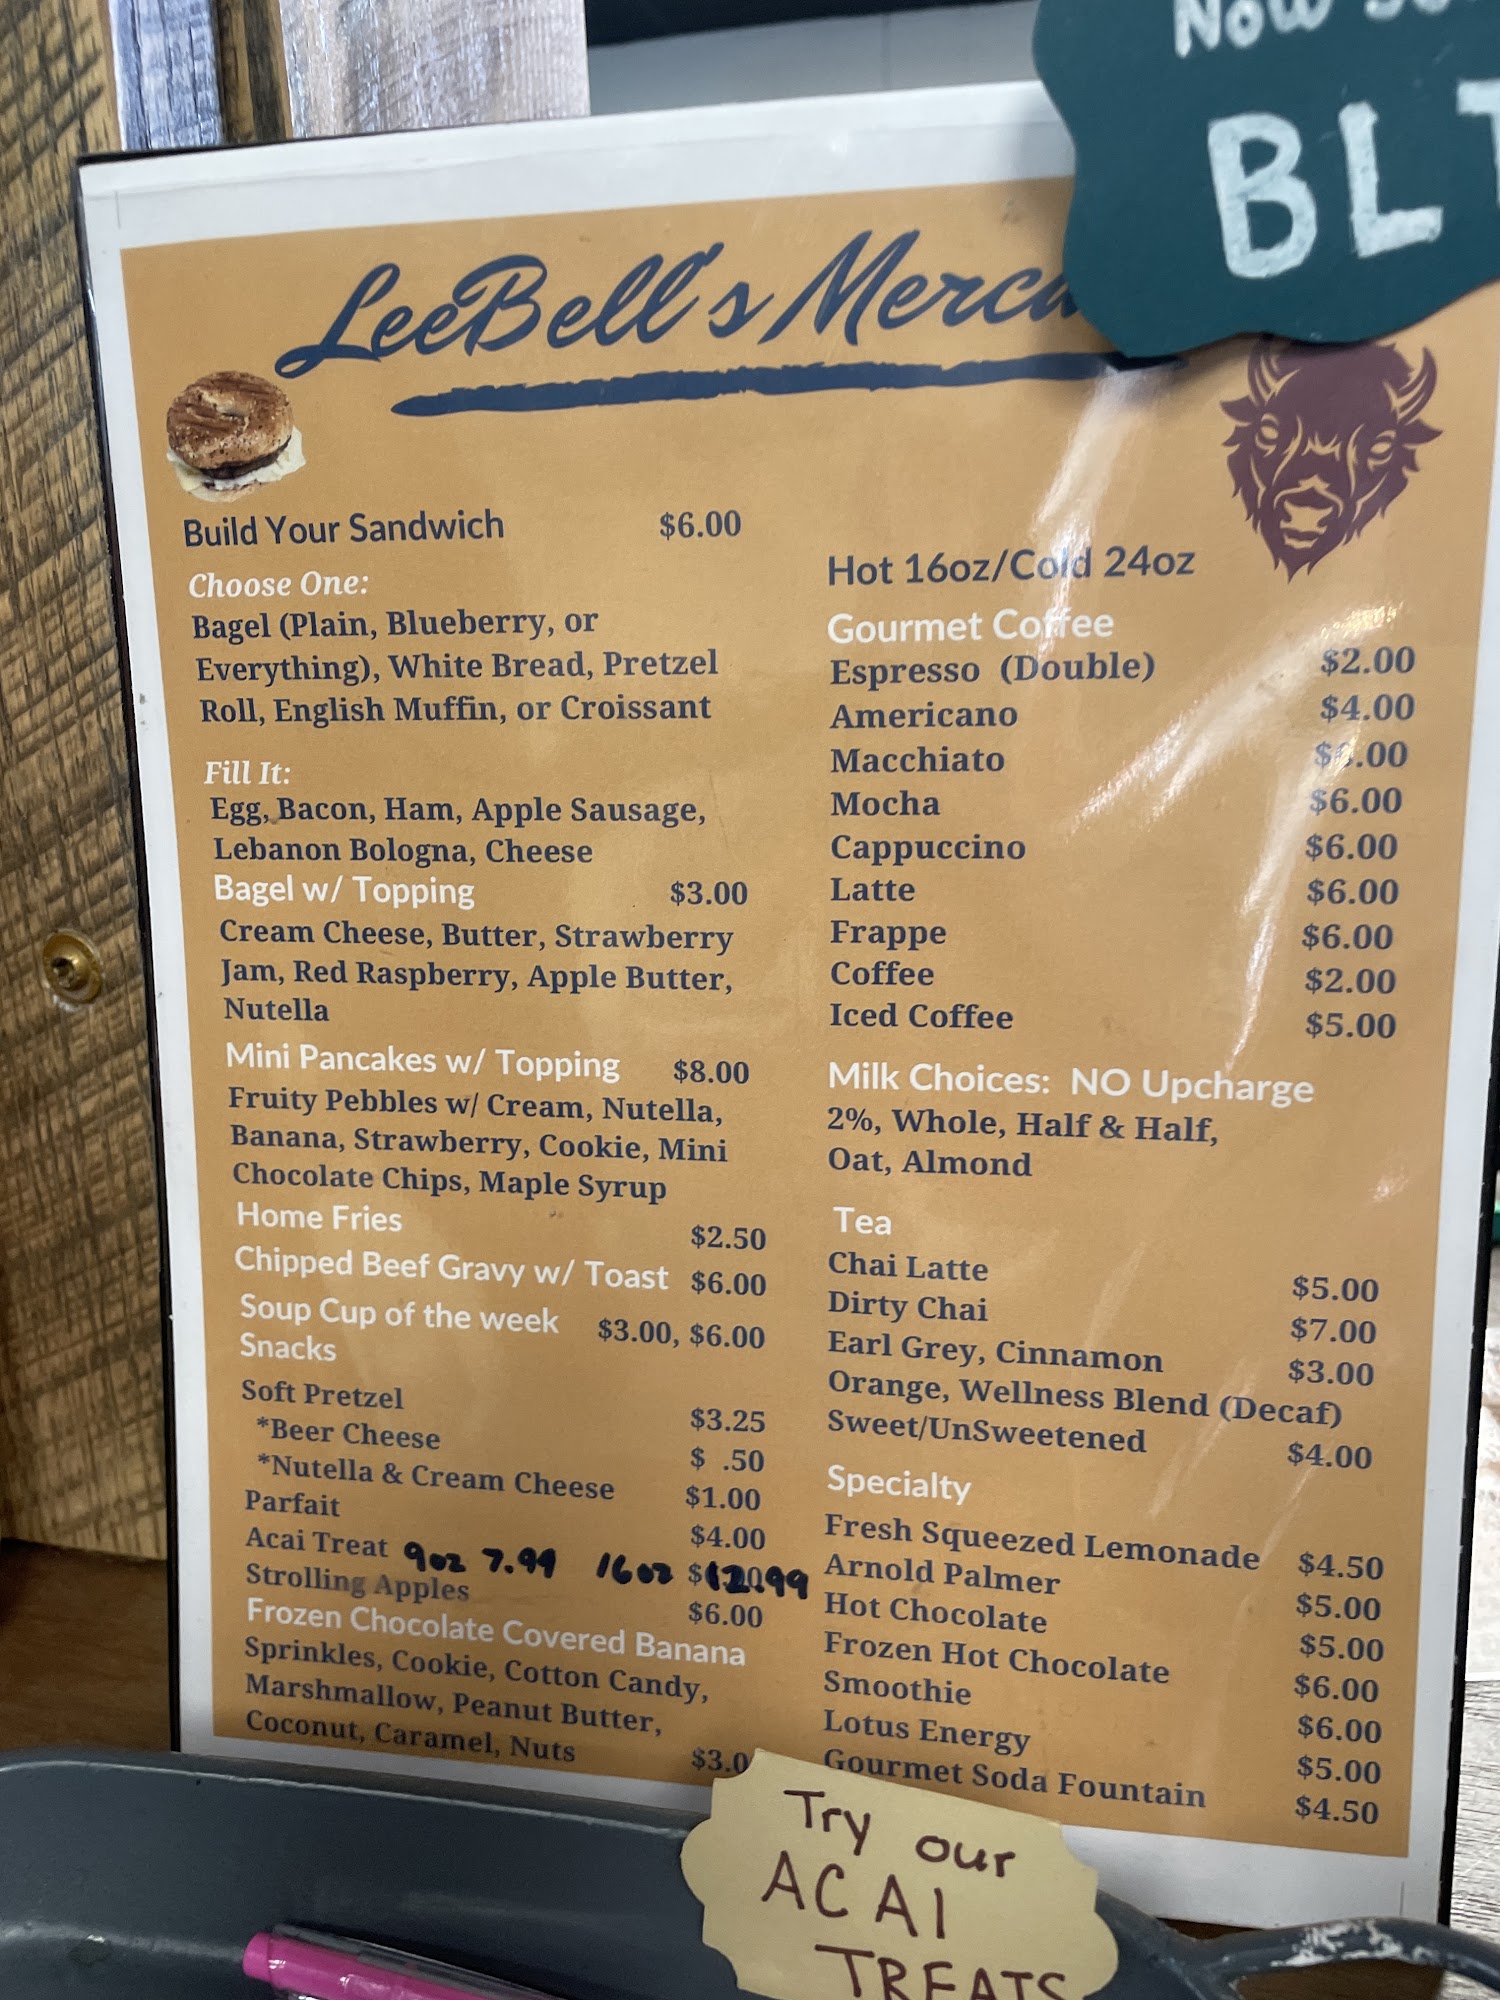 Now
BLT
LeeBell's
Build Your Sandwich $6.00
Choose One:
Bagel (Plain, Blueberry, or
Everything), White Bread, Pretzel
Roll, English Muffin, or Croissant
Fill It:
Egg, Bacon, Ham, Apple Sausage,
Lebanon Bologna, Cheese
Bagel w/ Topping $3.00
Cream Cheese, Butter, Strawberry
Jam, Red Raspberry, Apple Butter,
Nutella
Mini Pancakes w/ Topping $8.00
Fruity Pebbles w/ Cream, Nutella,
Banana, Strawberry, Cookie, Mini
Chocolate Chips, Maple Syrup
Home Fries $2.50
Chipped Beef Gravy w/ Toast $6.00
Soup Cup of the week $3.00, $6.00
Snacks
Soft Pretzel $3.25
*Beer Cheese $ .50
*Nutella & Cream Cheese $1.00
Parfait $4.00
Acai Treat 9oz 7.99 16oz $12.99
Strolling Apples $6.00
Frozen Chocolate Covered Banana
Sprinkles, Cookie, Cotton Candy,
Marshmallow, Peanut Butter,
Coconut, Caramel, Nuts
Hot 16oz/Cold 24oz
Gourmet Coffee
Espresso (Double) $2.00
Americano $4.00
Macchiato
Mocha $6.00
Cappuccino $6.00
Latte $6.00
Frappe $6.00
Coffee $2.00
Iced Coffee $5.00
Milk Choices: NO Upcharge
2%, Whole, Half & Half,
Oat, Almond
Tea
Chai Latte $5.00
Dirty Chai $7.00
Earl Grey, Cinnamon $3.00
Orange, Wellness Blend (Decaf)
Sweet/UnSweetened $4.00
Specialty
Fresh Squeezed Lemonade $4.50
Arnold Palmer $5.00
Hot Chocolate $5.00
Frozen Hot Chocolate $6.00
Smoothie $6.00
Lotus Energy $5.00
Gourmet Soda Fountain $4.50
Try our
ACAI
TREATS